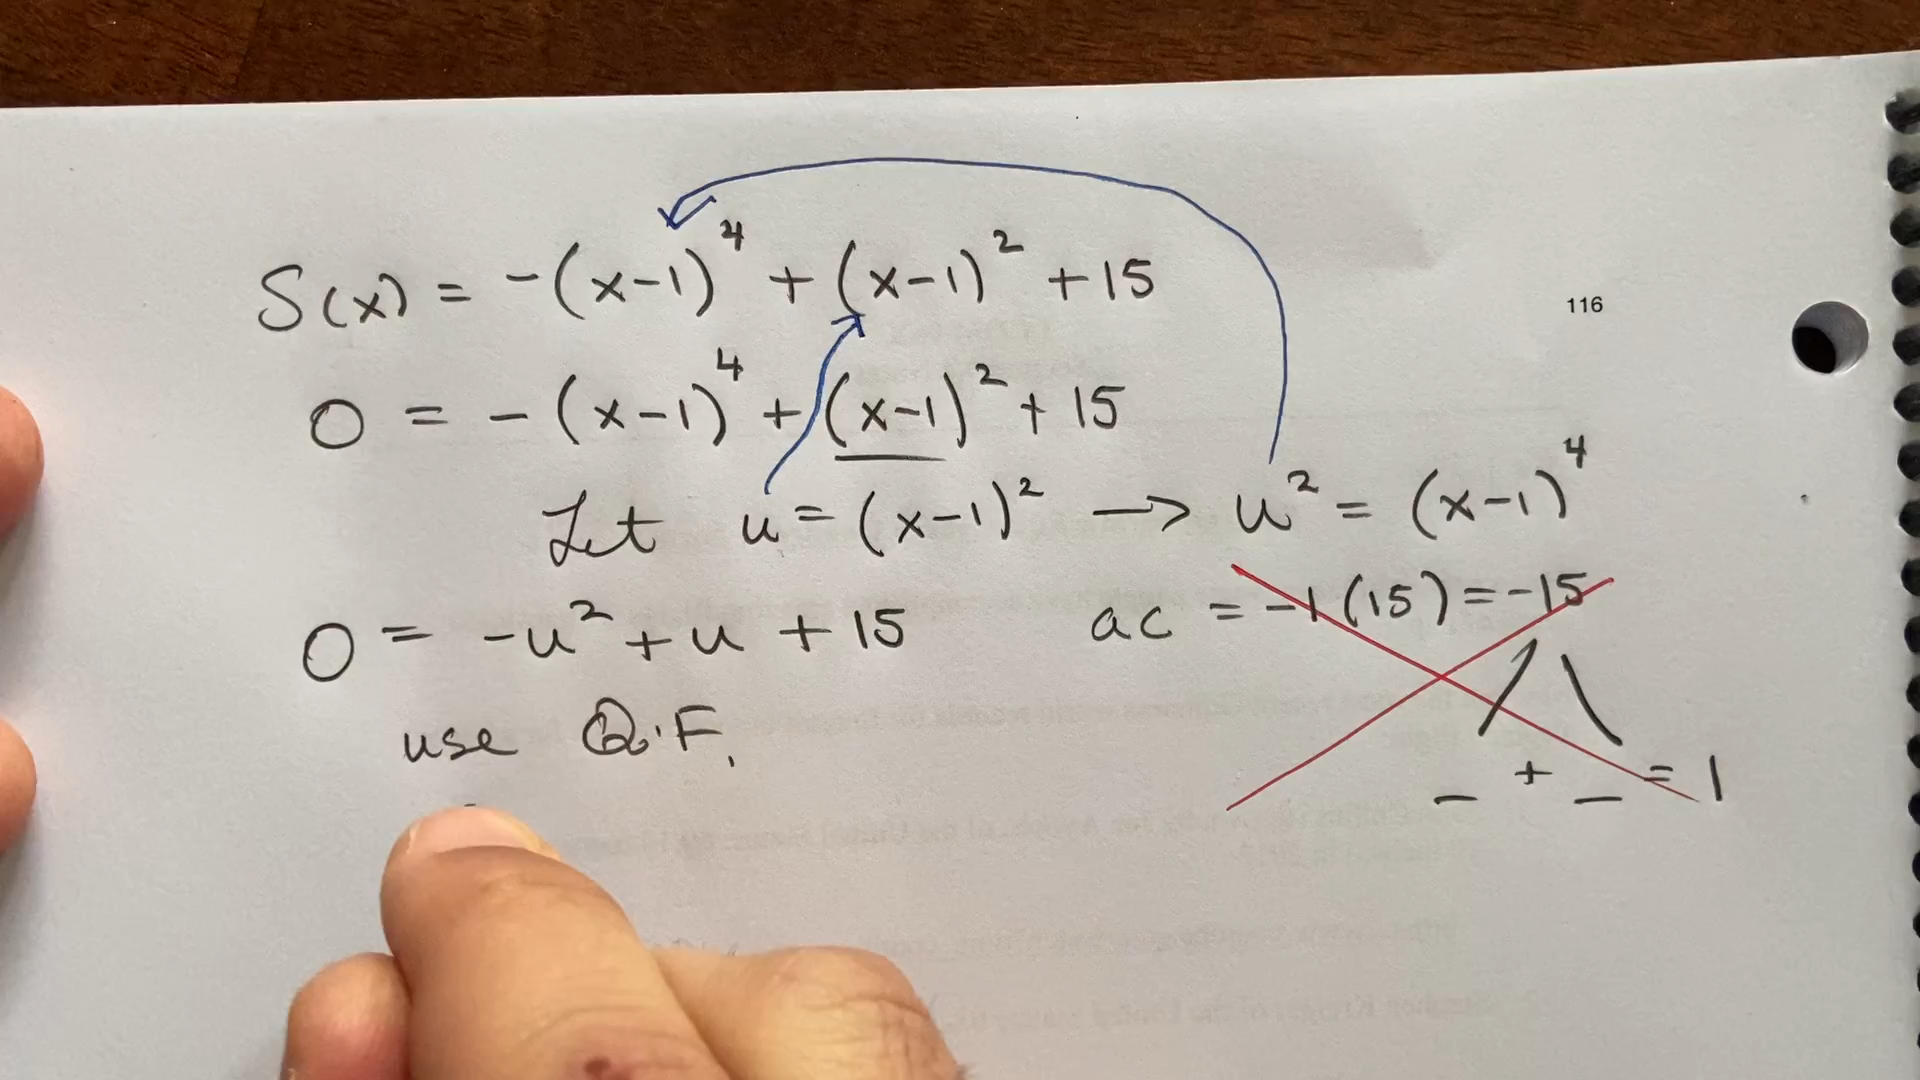 S(x) = -(x-1)⁴ + (x-1)² + 15
116
0 = -(x-1)⁴ + (x-1)² + 15
Let u = (x-1)² → u² = (x-1)⁴
0 = -u² + u + 15
ac = -1(15) = -15
use Q.F.
_ + _ = 1